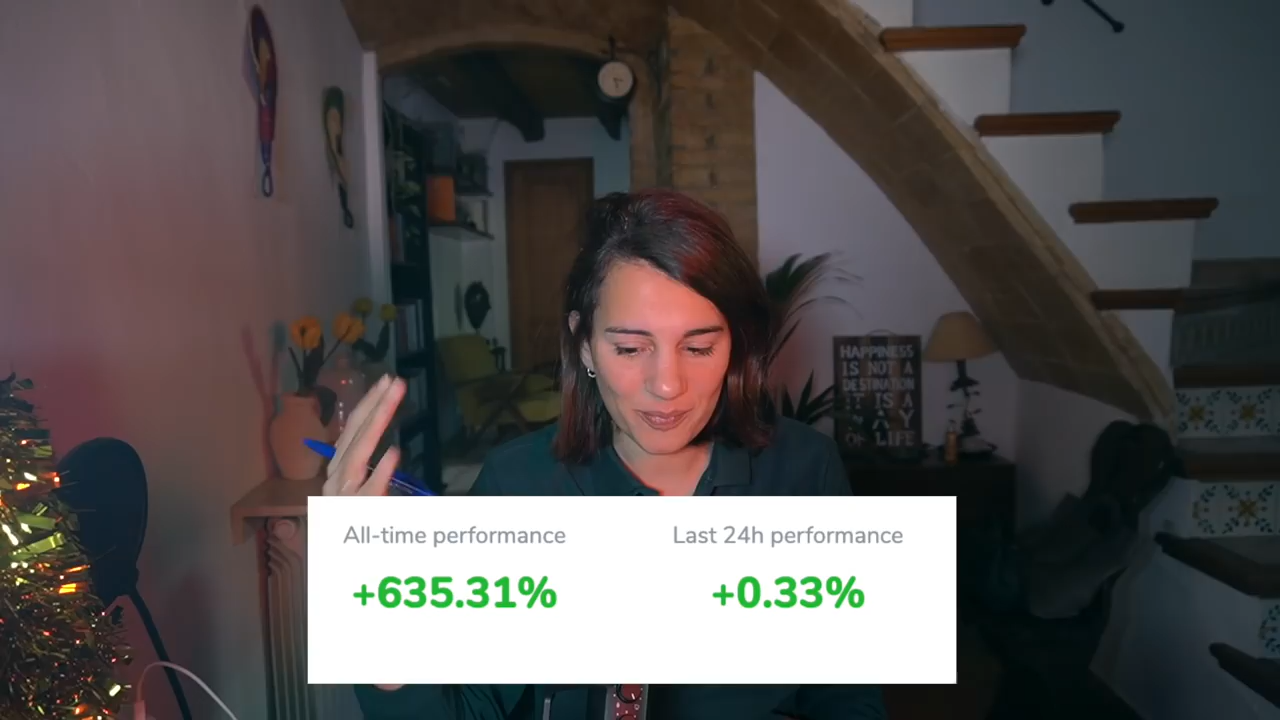 HAPPINESS
IS NOT A
DESTINATION
IT IS A
OF LIFE
All-time performance
Last 24h performance
+635.31%
+0.33%